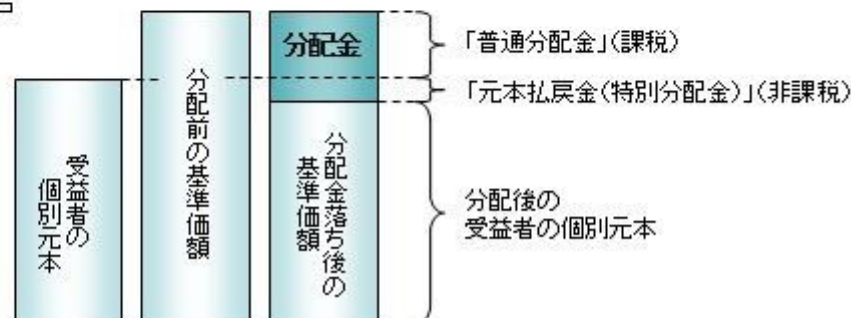 分配金
「普通分配金」(課税)
「元本払戻金(特別分配金)」(非課税)
受益者の
個別元本
分配前の基準価額
分配金落ち後の
基準価額
分配後の
受益者の個別元本